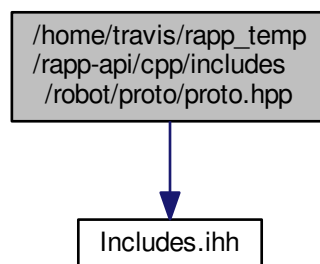 /home/travis/rapp_temp
/rapp-api/cpp/includes
/robot/proto/proto.hpp
Includes.ihh